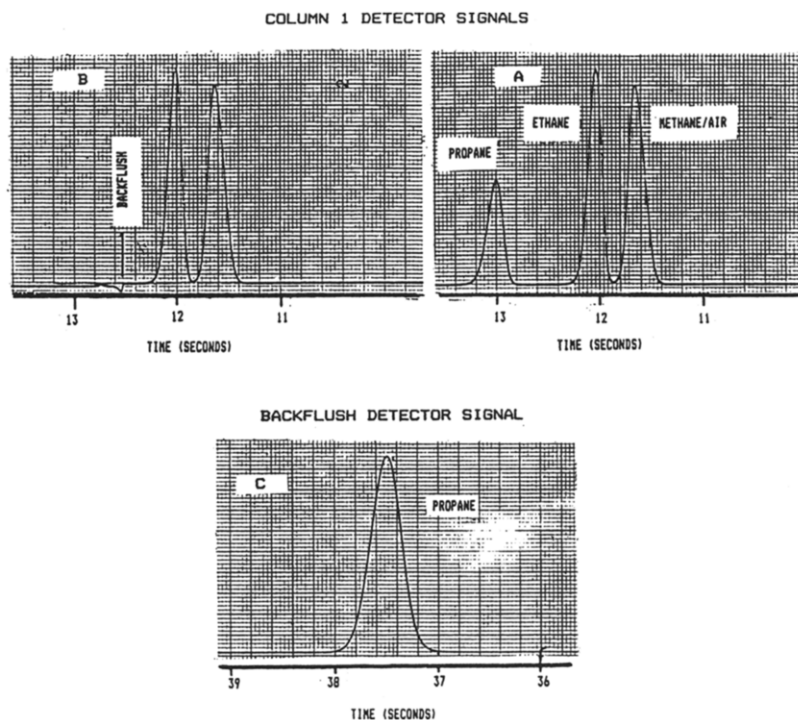 COLUMN 1 DETECTOR SIGNALS
B
BACKFLUSH
13 12 11
TIME (SECONDS)
A
PROPANE
ETHANE
METHANE/AIR
13 12 11
TIME (SECONDS)
BACKFLUSH DETECTOR SIGNAL
C
PROPANE
39 38 37 36
TIME (SECONDS)